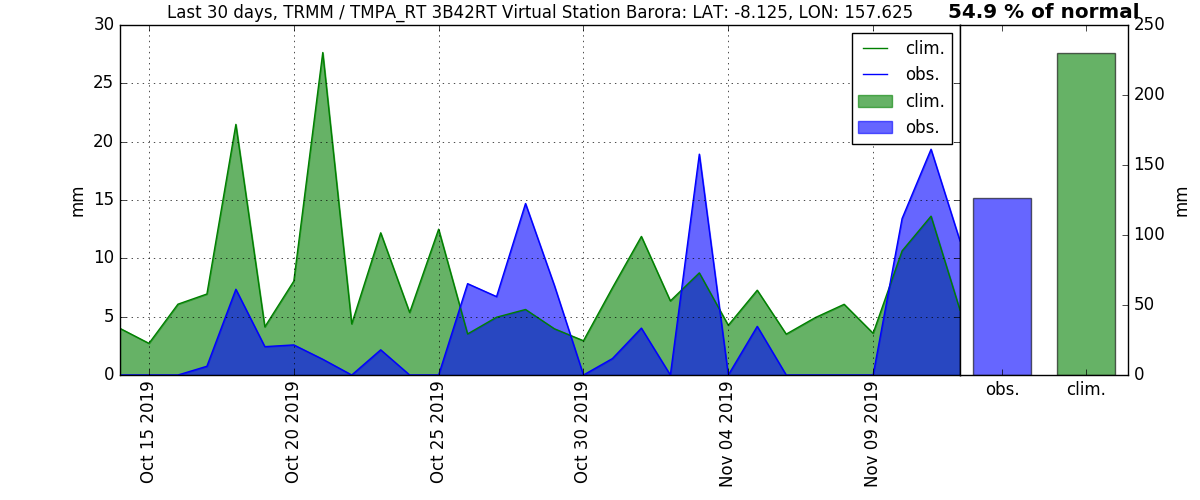 Last 30 days, TRMM / TMPA_RT 3B42RT Virtual Station Barora: LAT: -8.125, LON: 157.625
54.9 % of normal
30
25
20
15
10
5
0
mm
clim.
obs.
clim.
obs.
Oct 15 2019
Oct 20 2019
Oct 25 2019
Oct 30 2019
Nov 04 2019
Nov 09 2019
250
200
150
100
50
0
mm
obs.
clim.